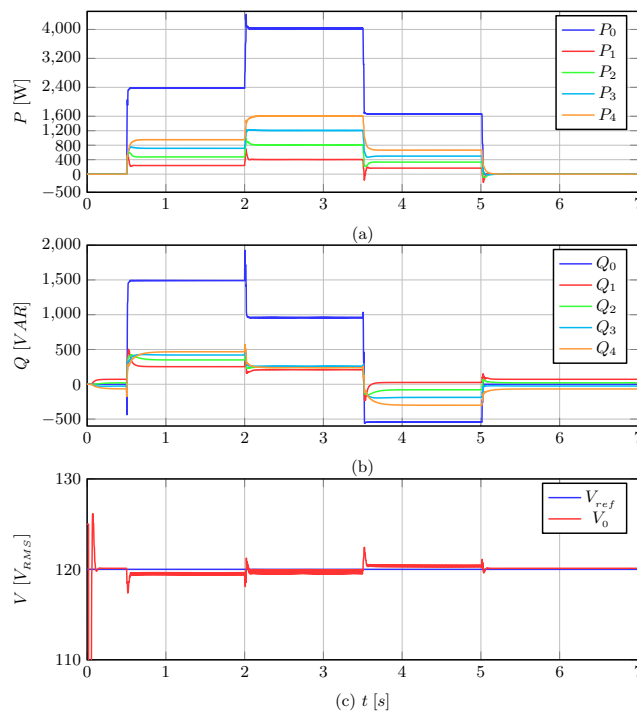 4,000
3,200
2,400
1,600
1,200
800
400
0
−500
P [W]
P0
P1
P2
P3
P4
0 1 2 3 4 5 6 7
(a)
2,000
1,500
1,000
500
0
−500
Q [VAR]
Q0
Q1
Q2
Q3
Q4
0 1 2 3 4 5 6 7
(b)
130
120
110
V [V_RMS]
V_ref
V0
0 1 2 3 4 5 6 7
(c) t [s]